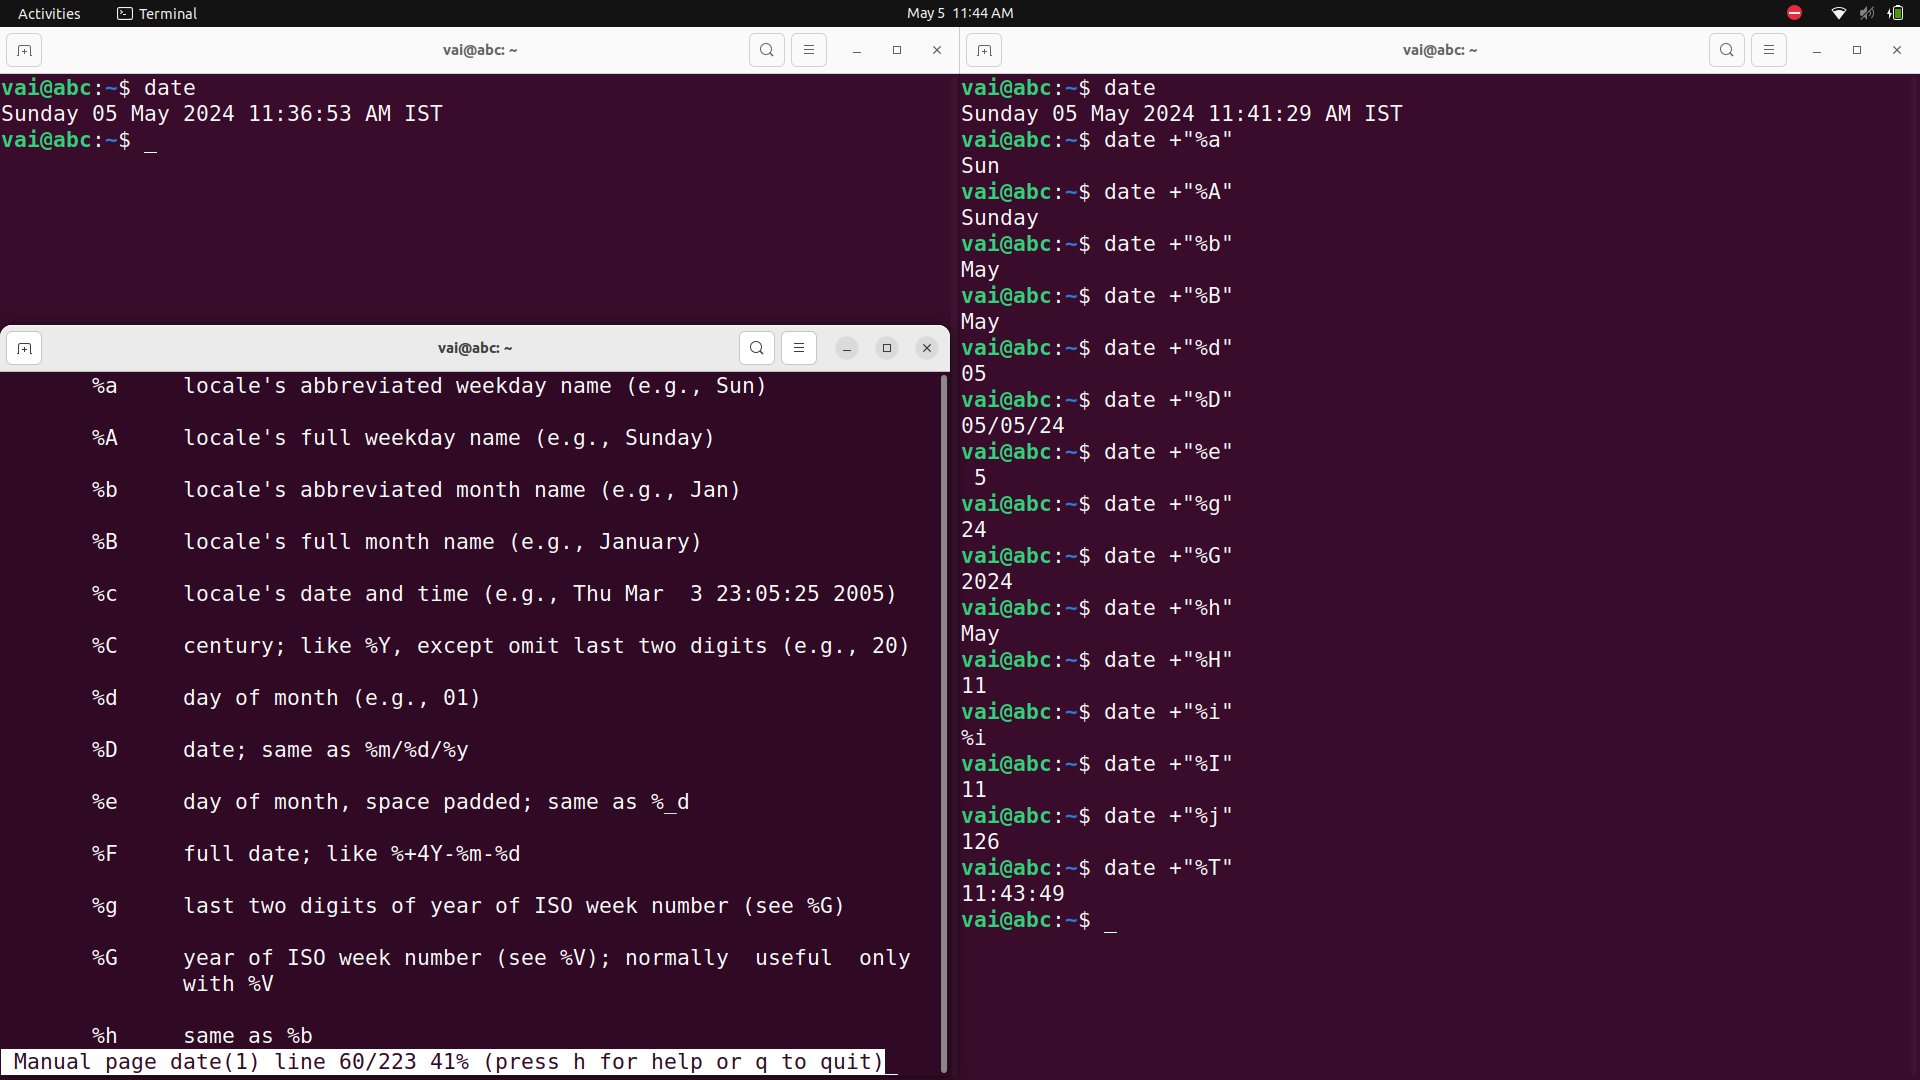 Activities Terminal May 5 11:44 AM
vai@abc: ~
vai@abc:~$ date
Sunday 05 May 2024 11:36:53 AM IST
vai@abc:~$ _
vai@abc: ~
%a locale's abbreviated weekday name (e.g., Sun)
%A locale's full weekday name (e.g., Sunday)
%b locale's abbreviated month name (e.g., Jan)
%B locale's full month name (e.g., January)
%c locale's date and time (e.g., Thu Mar  3 23:05:25 2005)
%C century; like %Y, except omit last two digits (e.g., 20)
%d day of month (e.g., 01)
%D date; same as %m/%d/%y
%e day of month, space padded; same as %_d
%F full date; like %+4Y-%m-%d
%g last two digits of year of ISO week number (see %G)
%G year of ISO week number (see %V); normally  useful  only
with %V
%h same as %b
Manual page date(1) line 60/223 41% (press h for help or q to quit)_
vai@abc: ~
vai@abc:~$ date
Sunday 05 May 2024 11:41:29 AM IST
vai@abc:~$ date +"%a"
Sun
vai@abc:~$ date +"%A"
Sunday
vai@abc:~$ date +"%b"
May
vai@abc:~$ date +"%B"
May
vai@abc:~$ date +"%d"
05
vai@abc:~$ date +"%D"
05/05/24
vai@abc:~$ date +"%e"
 5
vai@abc:~$ date +"%g"
24
vai@abc:~$ date +"%G"
2024
vai@abc:~$ date +"%h"
May
vai@abc:~$ date +"%H"
11
vai@abc:~$ date +"%i"
%i
vai@abc:~$ date +"%I"
11
vai@abc:~$ date +"%j"
126
vai@abc:~$ date +"%T"
11:43:49
vai@abc:~$ _